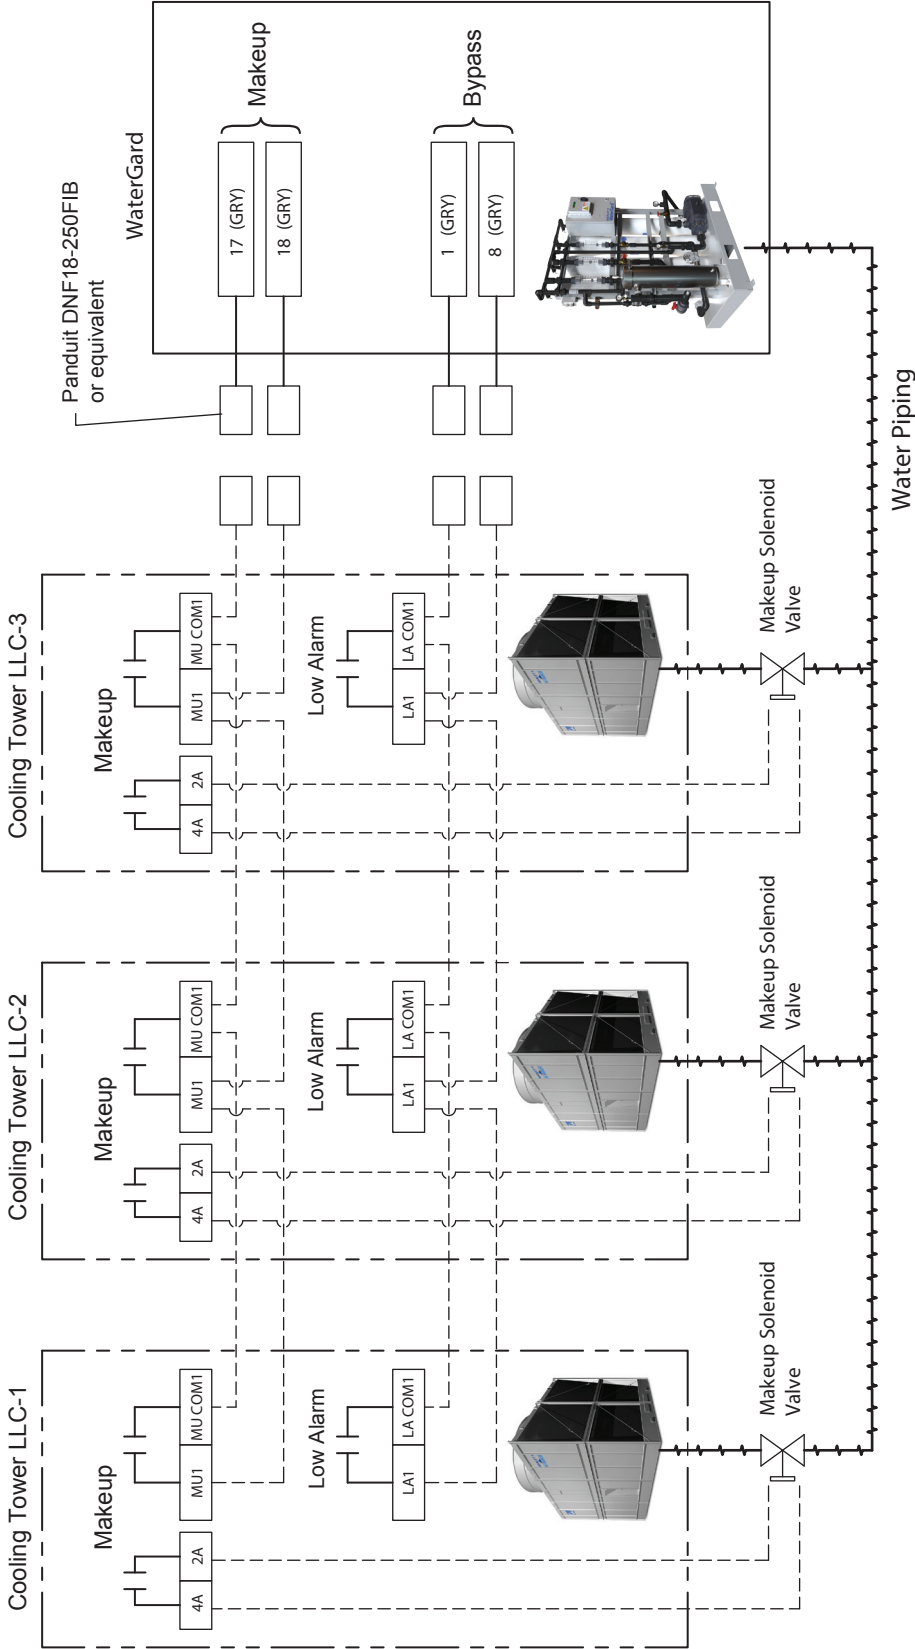 Cooling Tower LLC-1
Makeup
4A
2A
MU1
MU COM1
Low Alarm
LA1
LA COM1
Makeup Solenoid
Valve
Cooling Tower LLC-2
Makeup
4A
2A
MU1
MU COM1
Low Alarm
LA1
LA COM1
Makeup Solenoid
Valve
Cooling Tower LLC-3
Makeup
4A
2A
MU1
MU COM1
Low Alarm
LA1
LA COM1
Makeup Solenoid
Valve
Panduit DNF18-250FIB
or equivalent
WaterGard
17 (GRY)
18 (GRY)
Makeup
1 (GRY)
8 (GRY)
Bypass
Water Piping